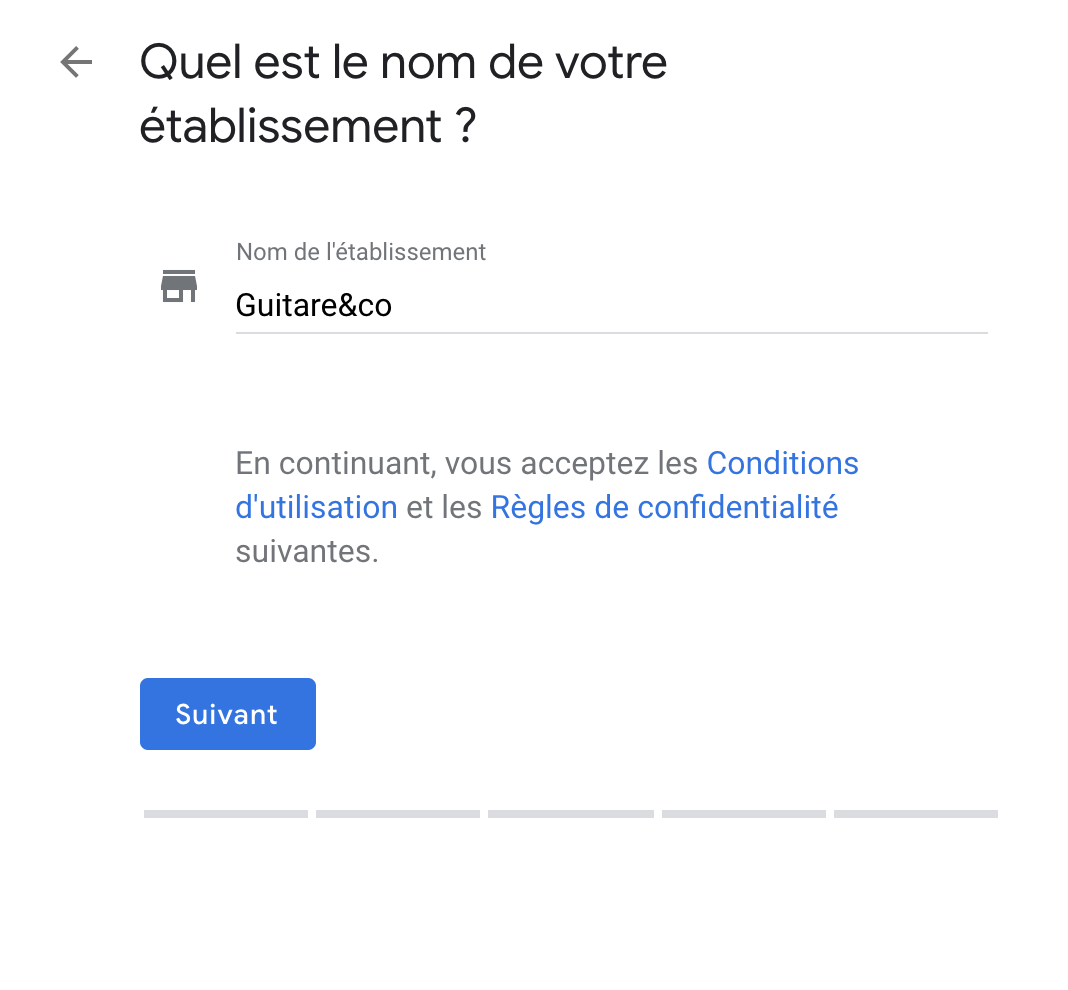 Quel est le nom de votre
établissement ?
Nom de l'établissement
Guitare&co
En continuant, vous acceptez les Conditions
d'utilisation et les Règles de confidentialité
suivantes.
Suivant